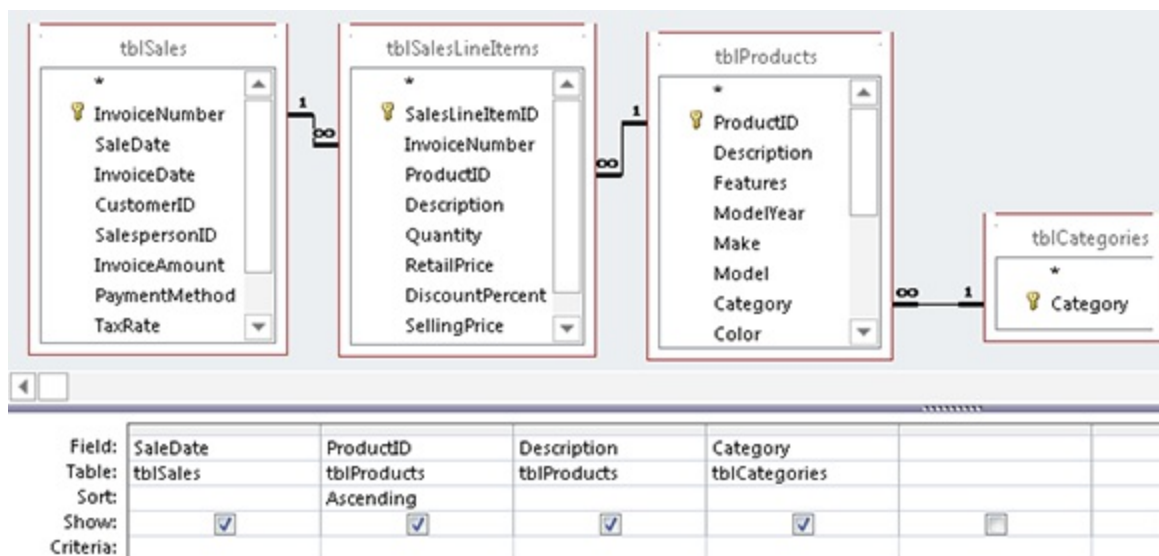 tblSales
*
InvoiceNumber
SaleDate
InvoiceDate
CustomerID
SalespersonID
InvoiceAmount
PaymentMethod
TaxRate
1
∞
tblSalesLineItems
*
SalesLineItemID
InvoiceNumber
ProductID
Description
Quantity
RetailPrice
DiscountPercent
SellingPrice
1
∞
tblProducts
*
ProductID
Description
Features
ModelYear
Make
Model
Category
Color
∞ 1
tblCategories
*
Category
Field: SaleDate ProductID Description Category
Table: tblSales tblProducts tblProducts tblCategories
Sort: Ascending
Show:
Criteria: